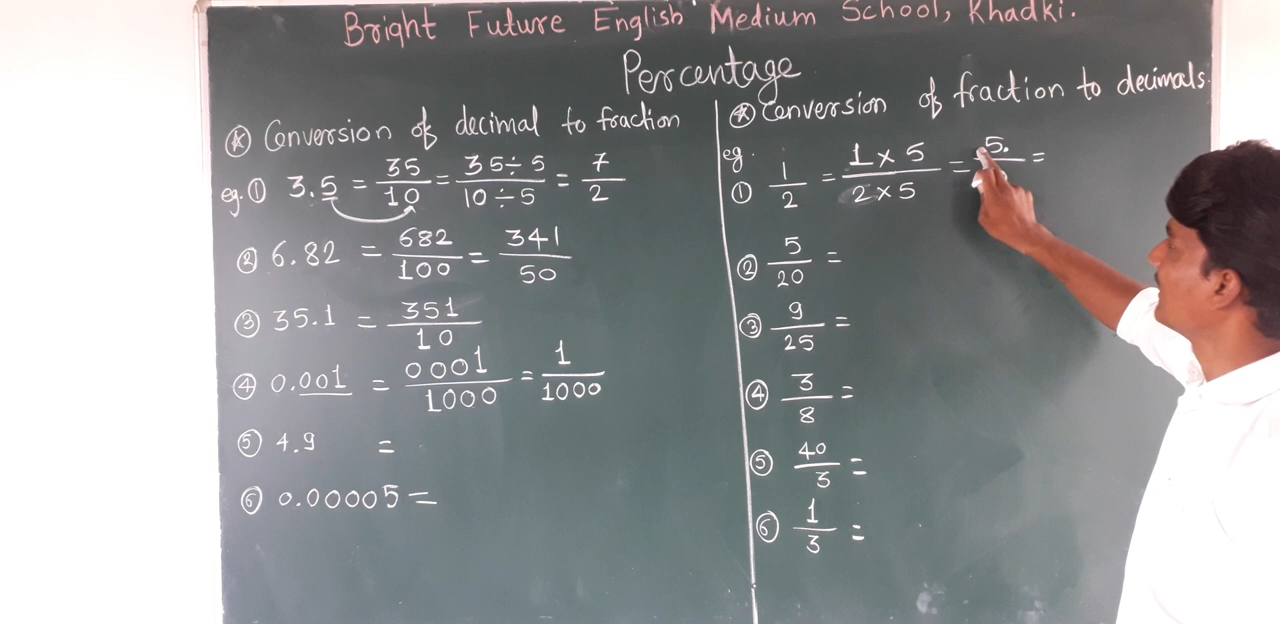 Bright Future English Medium School, Khadki.
Percentage
⊛ Conversion of decimal to fraction
eg. ① 3.5 = 35/10 = 35÷5/10÷5 = 7/2
② 6.82 = 682/100 = 341/50
③ 35.1 = 351/10
④ 0.001 = 0001/1000 = 1/1000
⑤ 4.9 =
⑥ 0.00005 =
⊛ Conversion of fraction to decimals.
eg.
① 1/2 = 1×5/2×5 = 5./ =
② 5/20 =
③ 9/25 =
④ 3/8 =
⑤ 40/3 =
⑥ 1/3 =